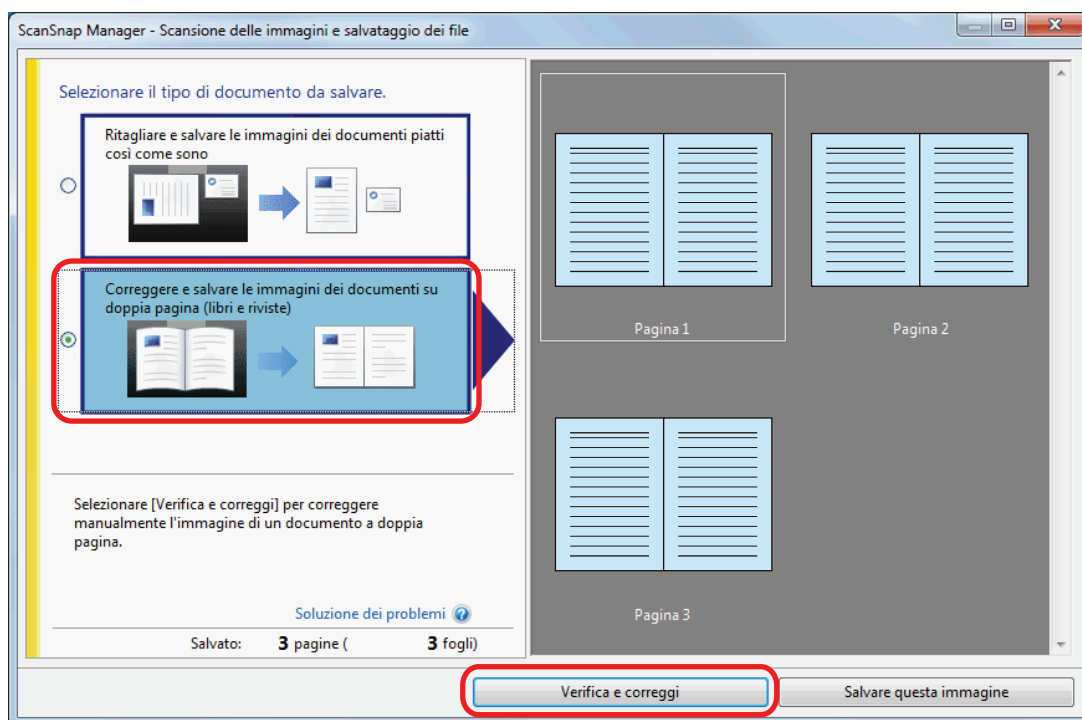 ScanSnap Manager - Scansione delle immagini e salvataggio dei file
Selezionare il tipo di documento da salvare.
Ritagliare e salvare le immagini dei documenti piatti
così come sono
Correggere e salvare le immagini dei documenti su
doppia pagina (libri e riviste)
Selezionare [Verifica e correggi] per correggere
manualmente l'immagine di un documento a doppia
pagina.
Soluzione dei problemi ?
Salvato: 3 pagine ( 3 fogli)
Pagina 1
Pagina 2
Pagina 3
Verifica e correggi
Salvare questa immagine